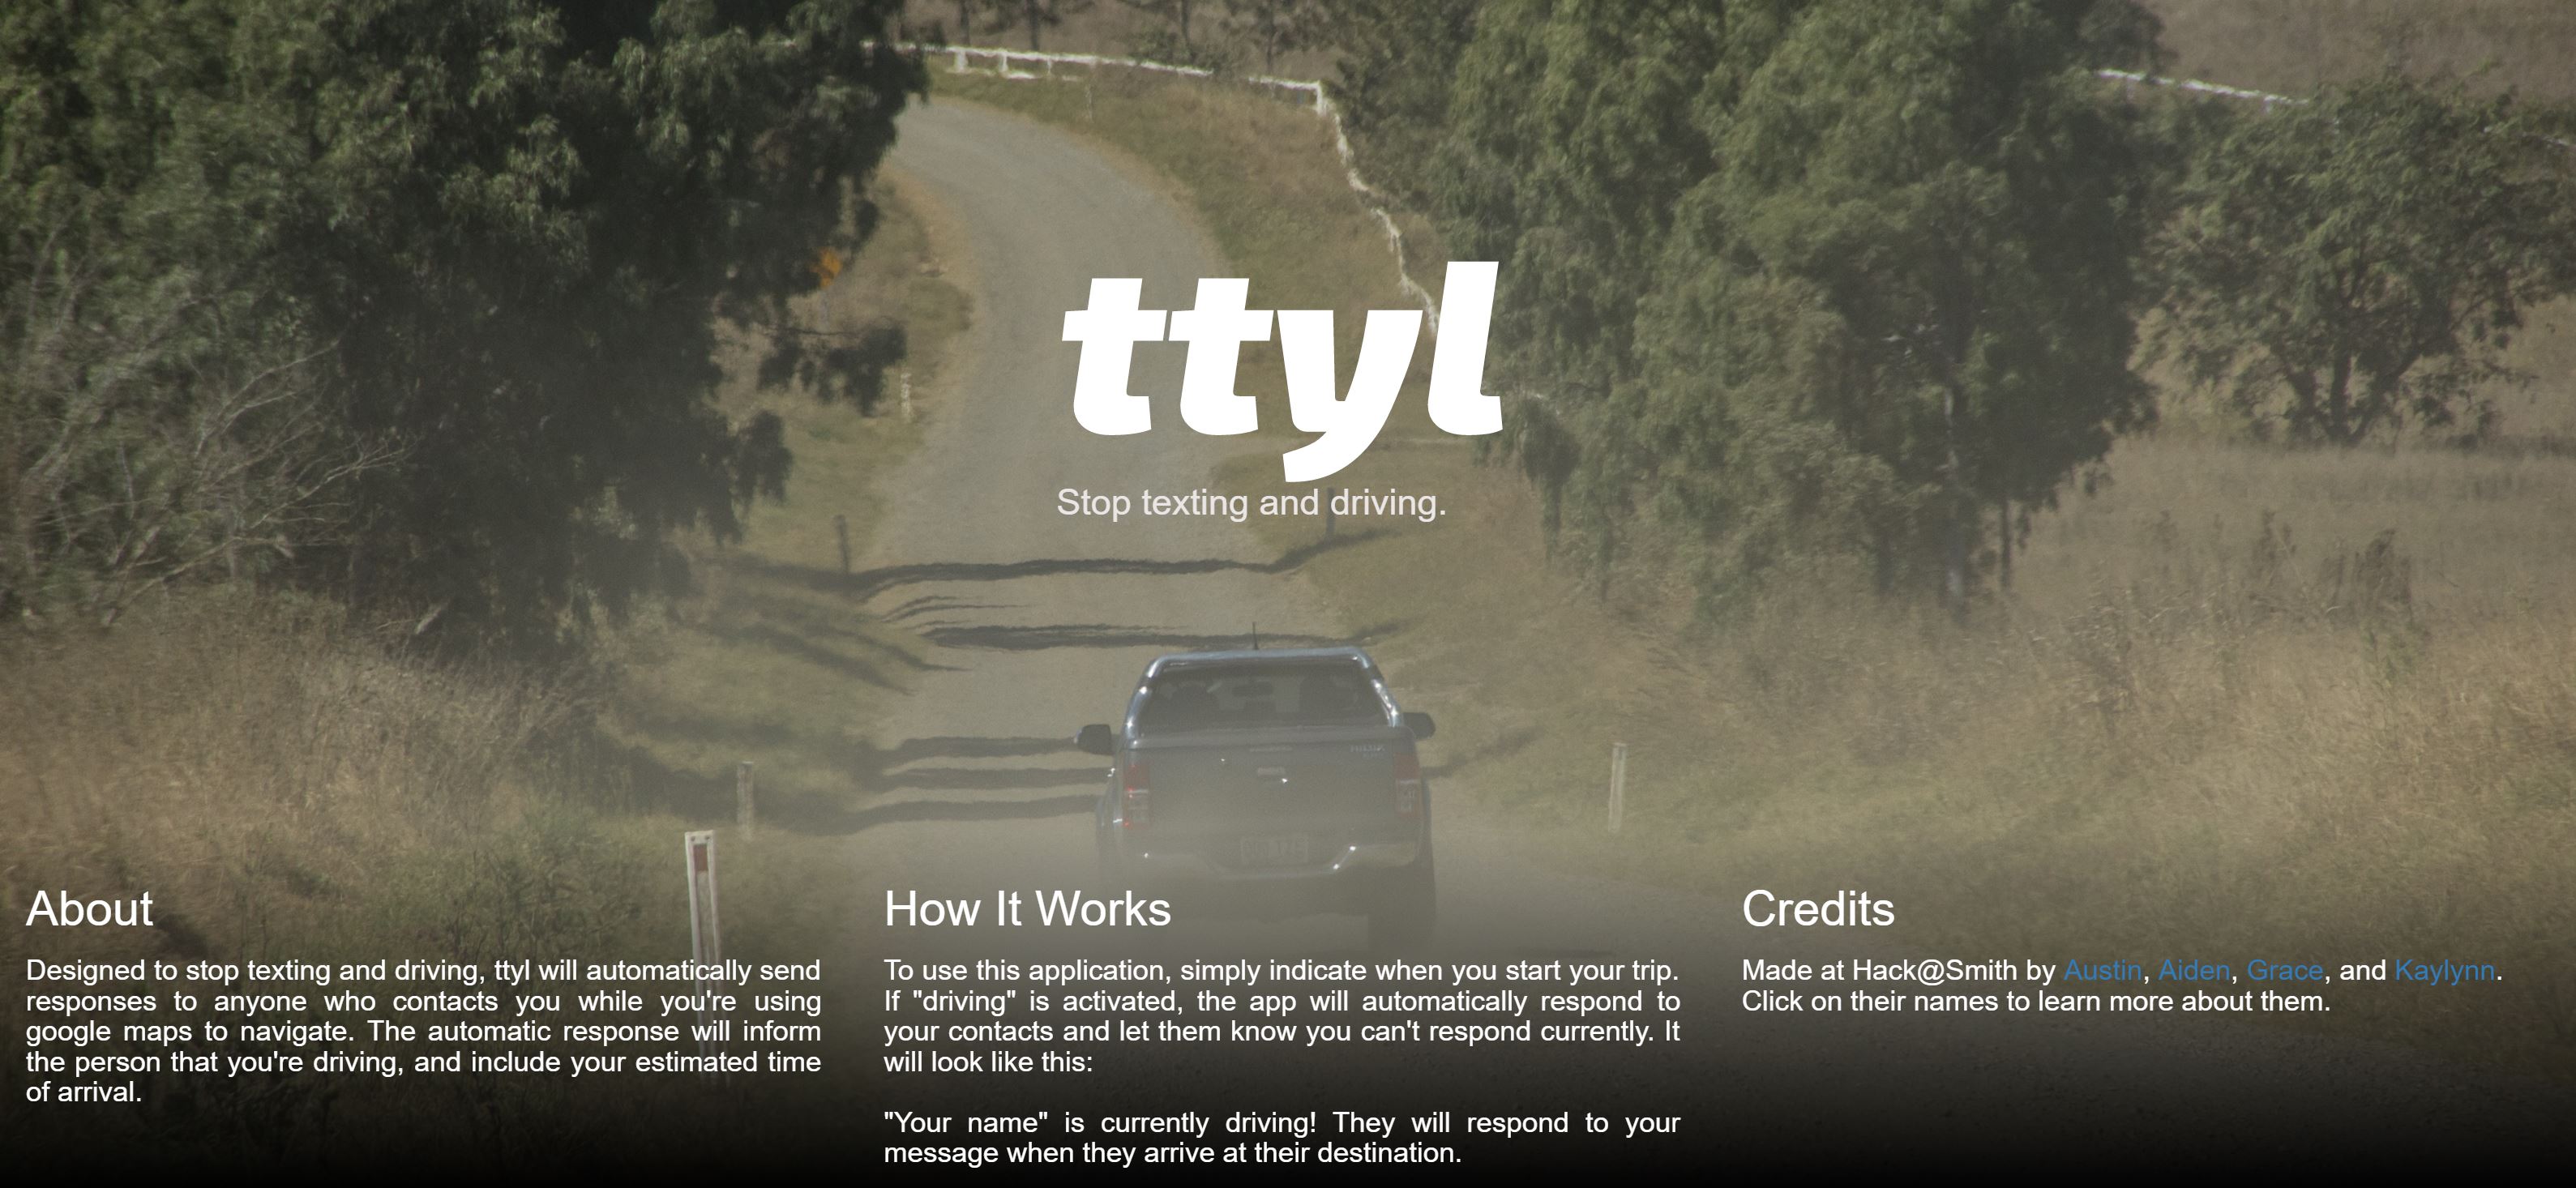 ttyl
Stop texting and driving.
About
Designed to stop texting and driving, ttyl will automatically send
responses to anyone who contacts you while you're using
google maps to navigate. The automatic response will inform
the person that you're driving, and include your estimated time
of arrival.
How It Works
To use this application, simply indicate when you start your trip.
If "driving" is activated, the app will automatically respond to
your contacts and let them know you can't respond currently. It
will look like this:
"Your name" is currently driving! They will respond to your
message when they arrive at their destination.
Credits
Made at Hack@Smith by Austin, Aiden, Grace, and Kaylynn.
Click on their names to learn more about them.